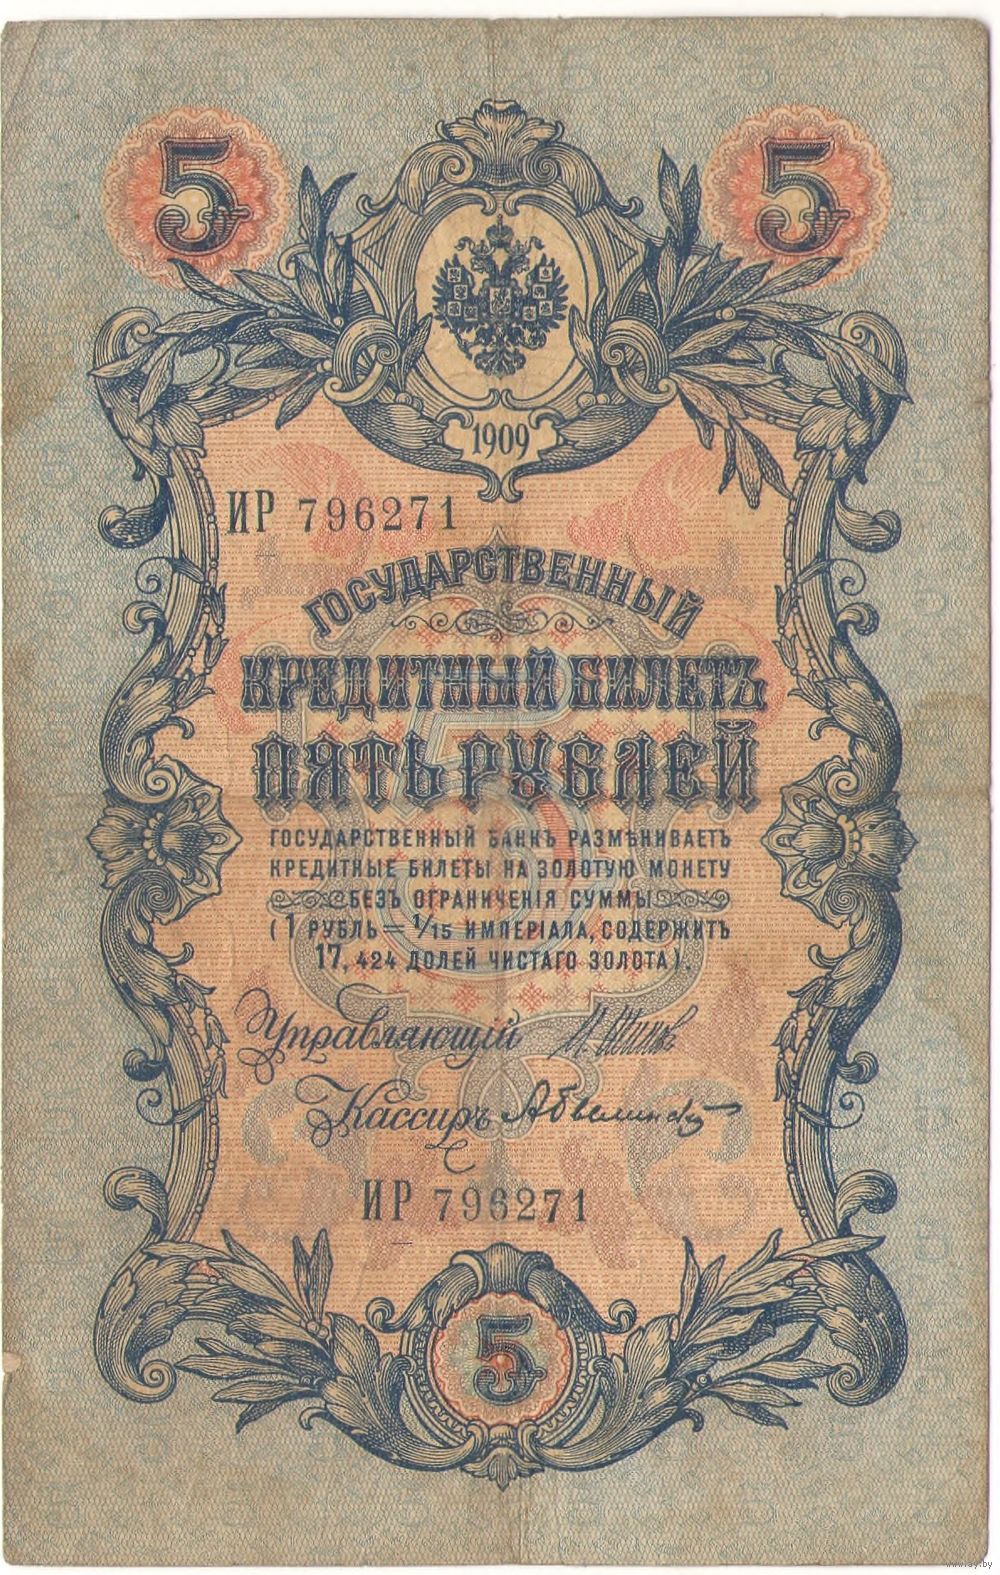 5 5
1909
ИР 796271
ГОСУДАРСТВЕННЫЙ
КРЕДИТНЫЙ БИЛЕТЪ
ПЯТЬ РУБЛЕЙ
ГОСУДАРСТВЕННЫЙ БАНКЪ РАЗМѢНИВАЕТЪ
КРЕДИТНЫЕ БИЛЕТЫ НА ЗОЛОТУЮ МОНЕТУ
БЕЗЪ ОГРАНИЧЕНІЯ СУММЫ
(1 РУБЛЬ = 1/15 ИМПЕРІАЛА, СОДЕРЖИТЪ
17,424 ДОЛЕЙ ЧИСТАГО ЗОЛОТА).
Управляющій И. Шиповъ
Кассиръ
ИР 796271
5